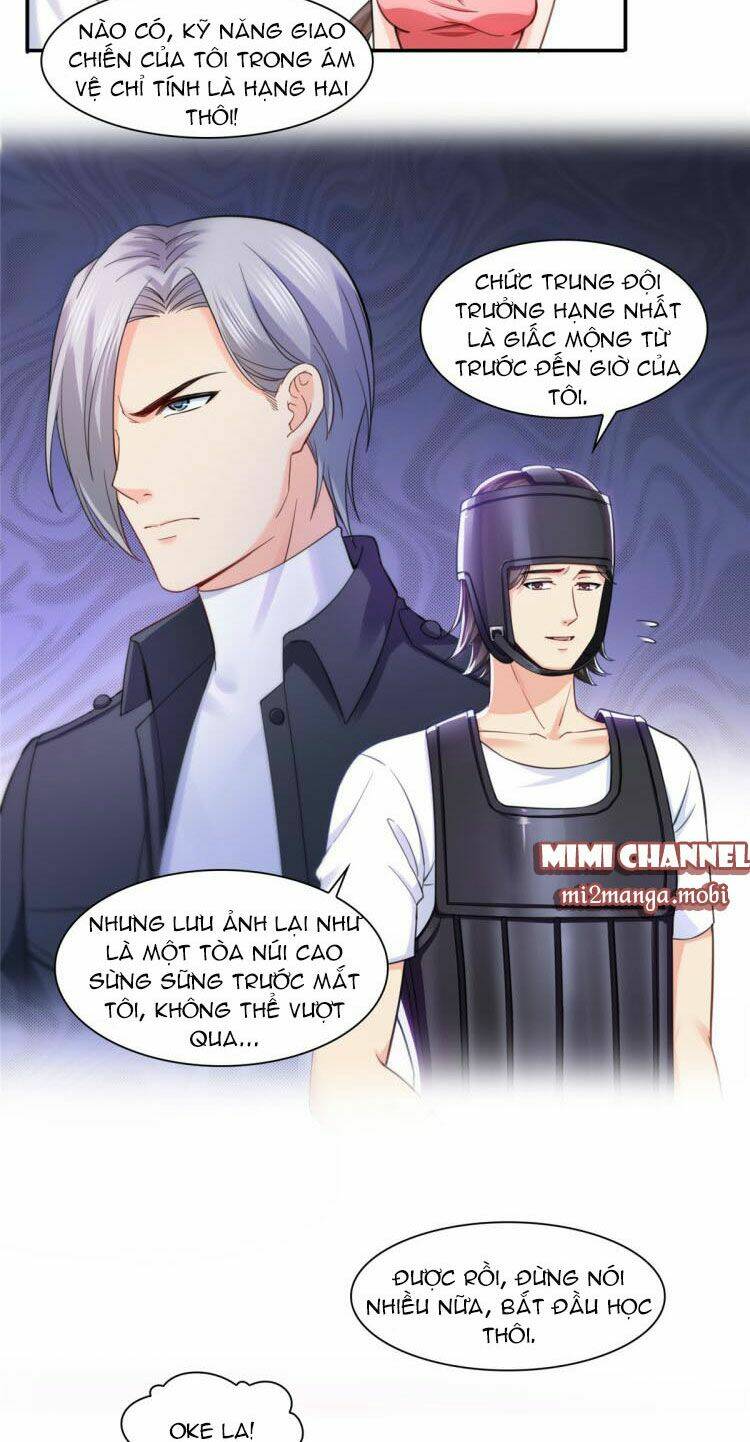 NÀO CÓ, KỸ NĂNG GIAO
CHIẾN CỦA TÔI TRONG ÁM
VỆ CHỈ TÍNH LÀ HẠNG HAI
THÔI!
CHỨC TRUNG ĐỘI
TRƯỞNG HẠNG NHẤT
LÀ GIẤC MỘNG TỪ
TRƯỚC ĐẾN GIỜ CỦA
TÔI.
MIMI CHANNEL
mi2manga.mobi
NHƯNG LƯU ẢNH LẠI NHƯ
LÀ MỘT TÒA NÚI CAO
SỪNG SỮNG TRƯỚC MẮT
TÔI, KHÔNG THỂ VƯỢT
QUA...
ĐƯỢC RỒI, ĐỪNG NÓI
NHIỀU NỮA, BẮT ĐẦU HỌC
THÔI.
OKE LA!